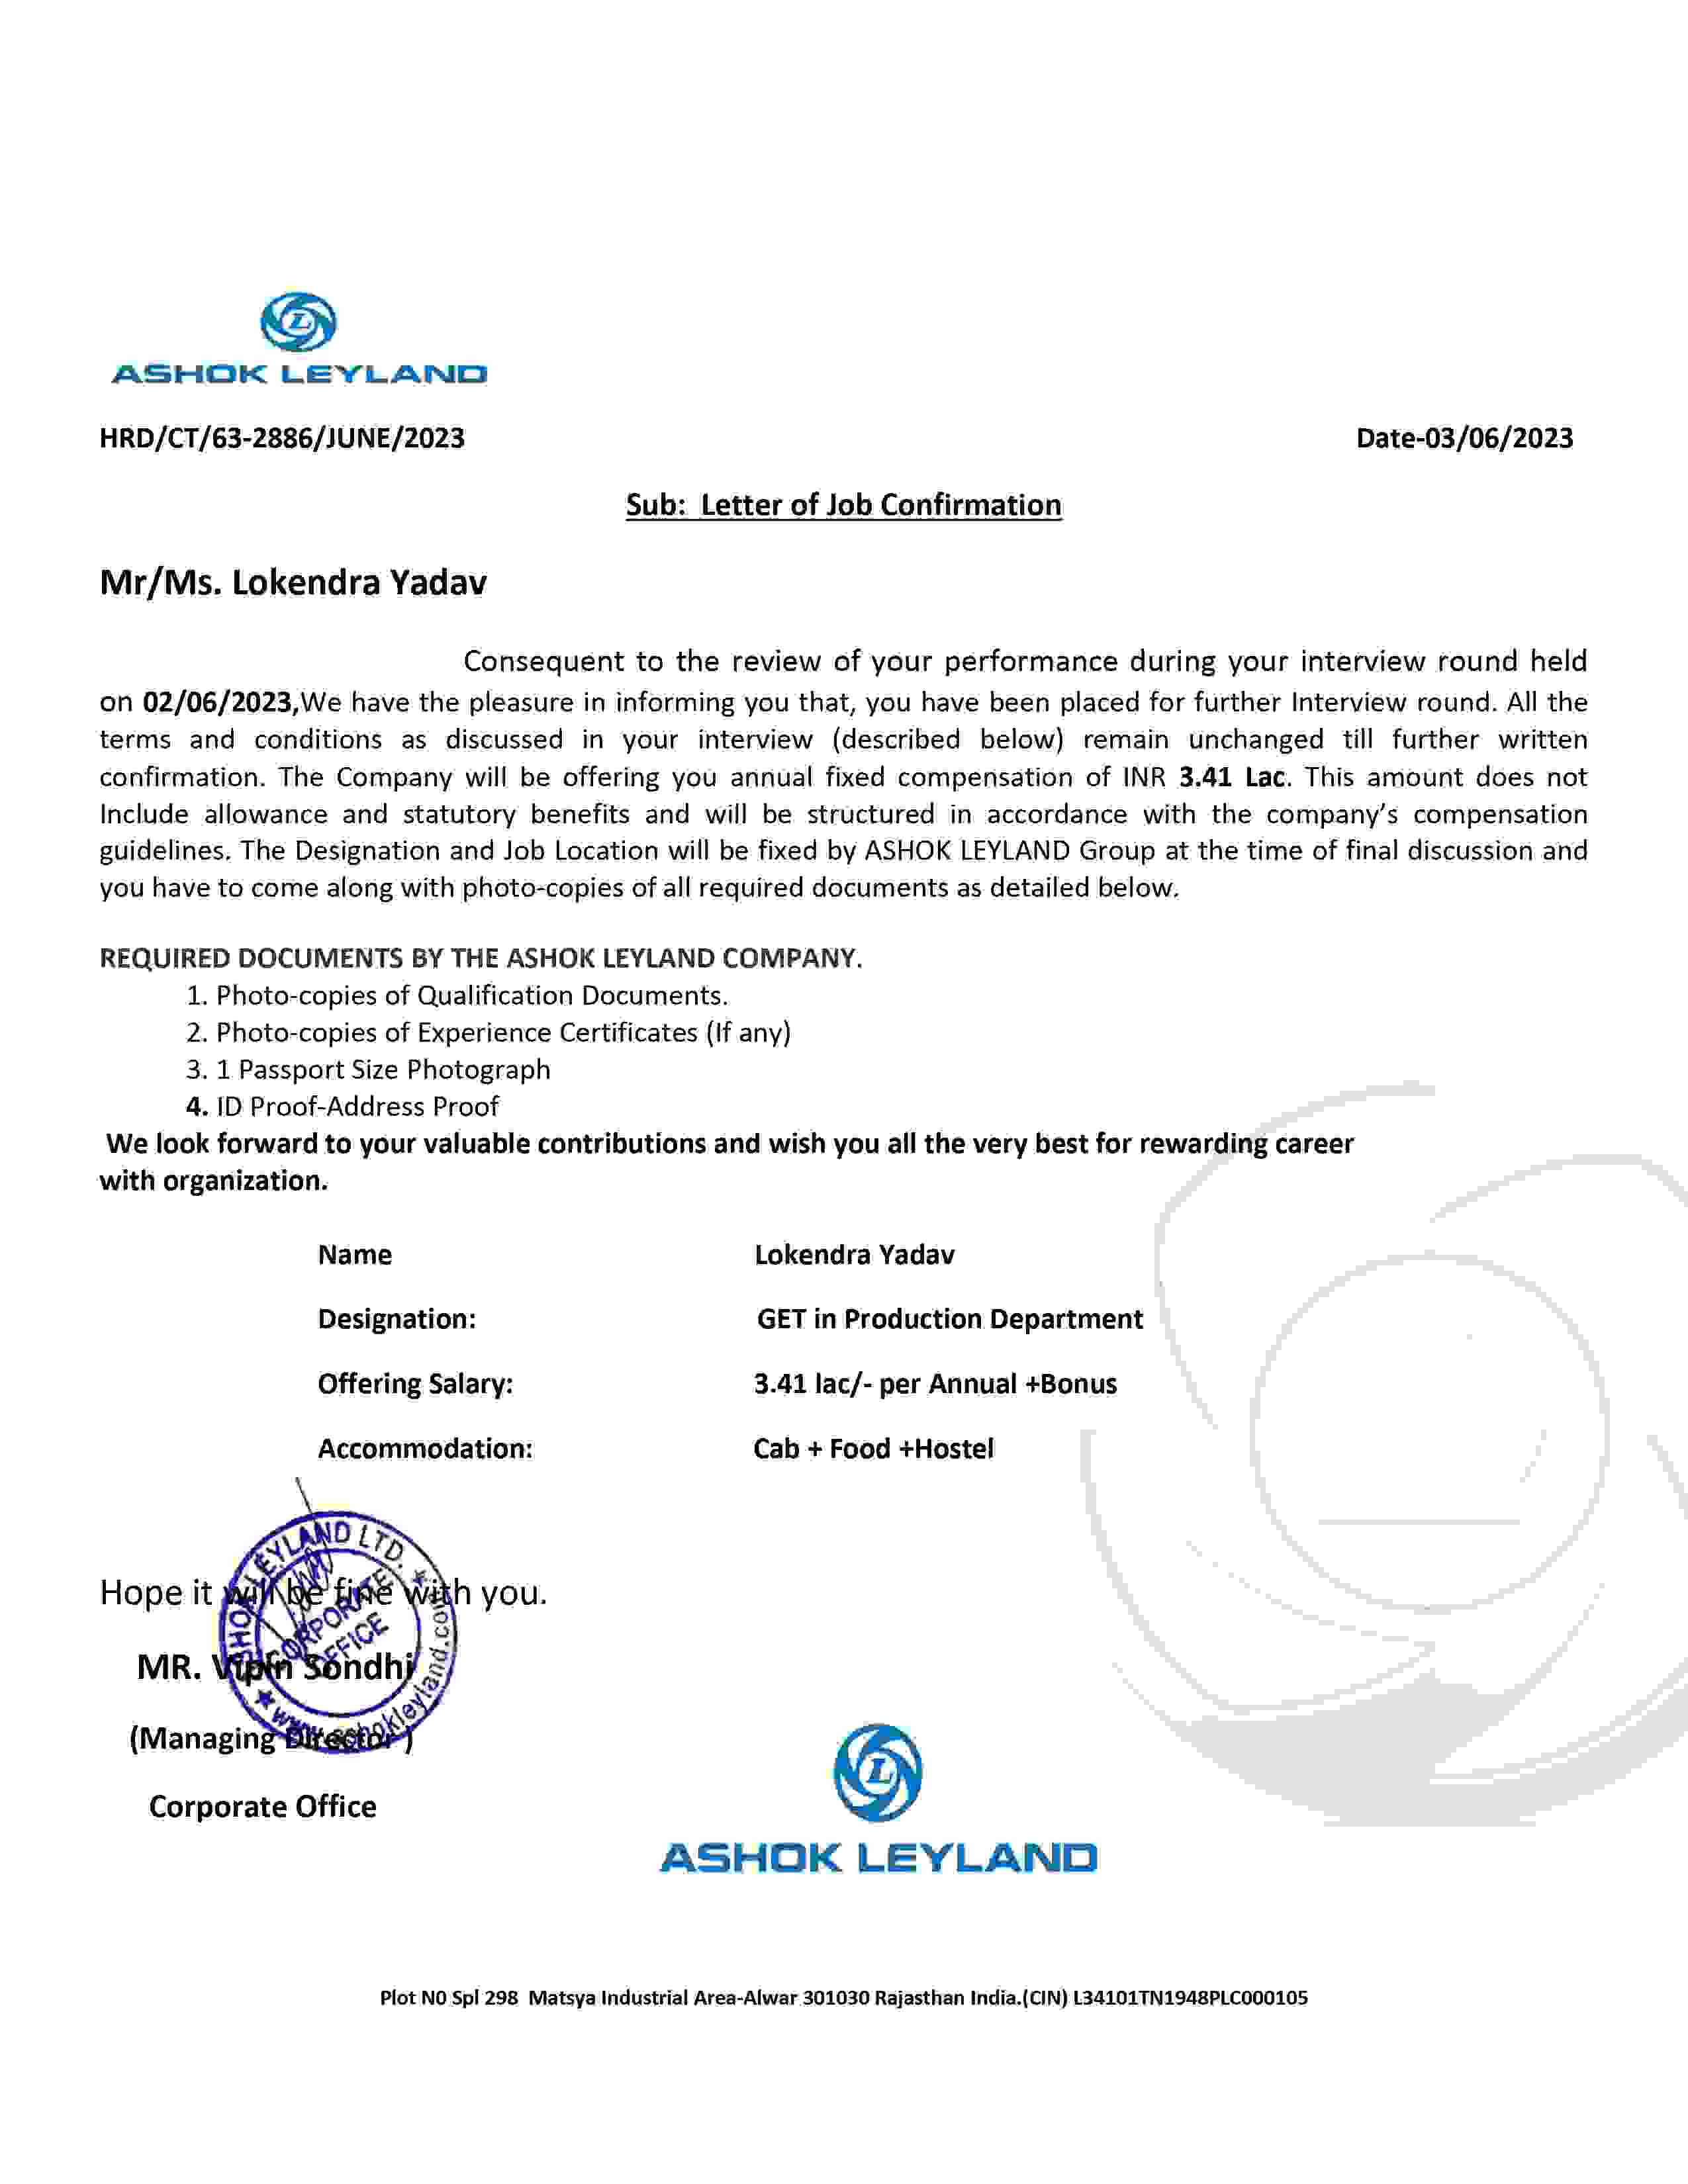 ASHOK LEYLAND
HRD/CT/63-2886/JUNE/2023 Date-03/06/2023
Sub: Letter of Job Confirmation
Mr/Ms. Lokendra Yadav
Consequent to the review of your performance during your interview round held
on 02/06/2023,We have the pleasure in informing you that, you have been placed for further Interview round. All the
terms and conditions as discussed in your interview (described below) remain unchanged till further written
confirmation. The Company will be offering you annual fixed compensation of INR 3.41 Lac. This amount does not
Include allowance and statutory benefits and will be structured in accordance with the company's compensation
guidelines. The Designation and Job Location will be fixed by ASHOK LEYLAND Group at the time of final discussion and
you have to come along with photo-copies of all required documents as detailed below.
REQUIRED DOCUMENTS BY THE ASHOK LEYLAND COMPANY.
1. Photo-copies of Qualification Documents.
2. Photo-copies of Experience Certificates (If any)
3. 1 Passport Size Photograph
4. ID Proof-Address Proof
We look forward to your valuable contributions and wish you all the very best for rewarding career
with organization.
Name Lokendra Yadav
Designation: GET in Production Department
Offering Salary: 3.41 lac/- per Annual +Bonus
Accommodation: Cab + Food +Hostel
ASHOK LEYLAND LTD.
CORPORATE
OFFICE
www.ashokleyland.com
Hope it will be fine with you.
MR. Vipin Sondhi
(Managing Director )
Corporate Office
ASHOK LEYLAND
Plot N0 Spl 298 Matsya Industrial Area-Alwar 301030 Rajasthan India.(CIN) L34101TN1948PLC000105